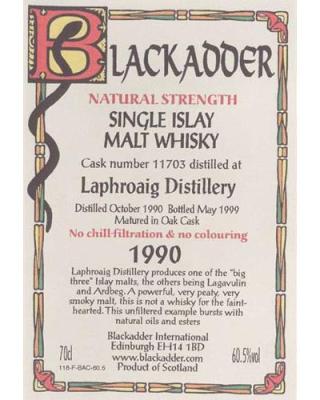 BLACKADDER
NATURAL STRENGTH
SINGLE ISLAY
MALT WHISKY
Cask number 11703 distilled at
Laphroaig Distillery
Distilled October 1990 Bottled May 1999
Matured in Oak Cask
No chill-filtration & no colouring
1990
Laphroaig Distillery produces one of the "big
three" Islay malts, the others being Lagavulin
and Ardbeg. A powerful, very peaty, very
smoky malt, this is not a whisky for the faint-
hearted. This unfiltered example bursts with
natural oils and esters
Blackadder International
70cl Edinburgh EH14 1BD 60.5%vol
www.blackadder.com
118-F-BAC-60.5 Product of Scotland